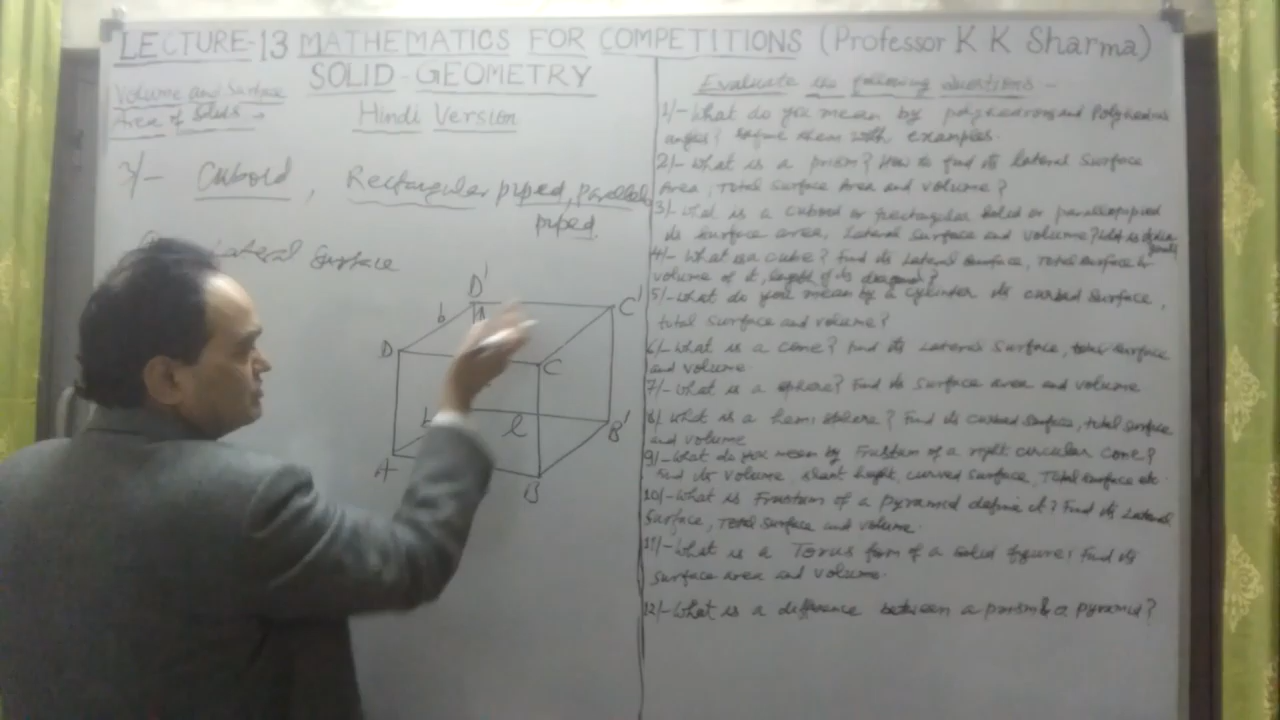 LECTURE-13 MATHEMATICS FOR COMPETITIONS (Professor K K Sharma)
SOLID-GEOMETRY
Volume and Surface
Area of Solids →
Hindi Version
3/- Cuboid, Rectangular piped, parallelo
piped
Lateral Surface
D'
b
h
C'
D
C
b
l
B'
A
B
Evaluate the following questions -
1/- What do you mean by polyhedrons and Polyhedral
angles? Define them with examples.
2/- What is a prism? How to find its lateral Surface
Area, Total Surface Area and volume?
3/- What is a cuboid or rectangular solid or parallelopiped
its surface area, lateral surface and volume? What is
4/- What is a cube? Find its Lateral surface, Total surface &
volume of it, length of its diagonal?
5/- What do you mean by a cylinder its curved surface,
total surface and volume?
6/- What is a cone? Find its Lateral surface, total surface
and volume
7/- What is a sphere? Find its surface area and volume
8/- What is a hemi sphere? Find its curved surface, total surface
and volume
9/- What do you mean by Frustum of a right circular cone?
Find its volume, slant height, curved surface, Total surface etc.
10/- What is Frustum of a pyramid define it? Find its Lateral
Surface, Total surface and volume.
11/- What is a Torus form of a solid figure, Find its
surface area and volume.
12/- What is a difference between a prism & a pyramid?